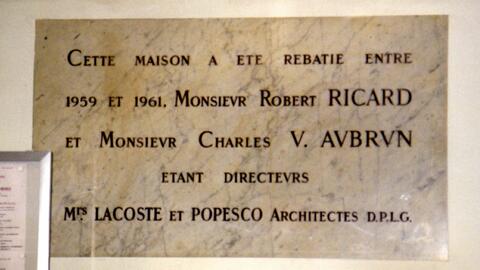 CETTE MAISON A ETE REBATIE ENTRE
1959 ET 1961, MONSIEVR ROBERT RICARD
ET MONSIEVR CHARLES V. AVBRVN
ETANT DIRECTEVRS
MRS LACOSTE ET POPESCO ARCHITECTES D.P.L.G.